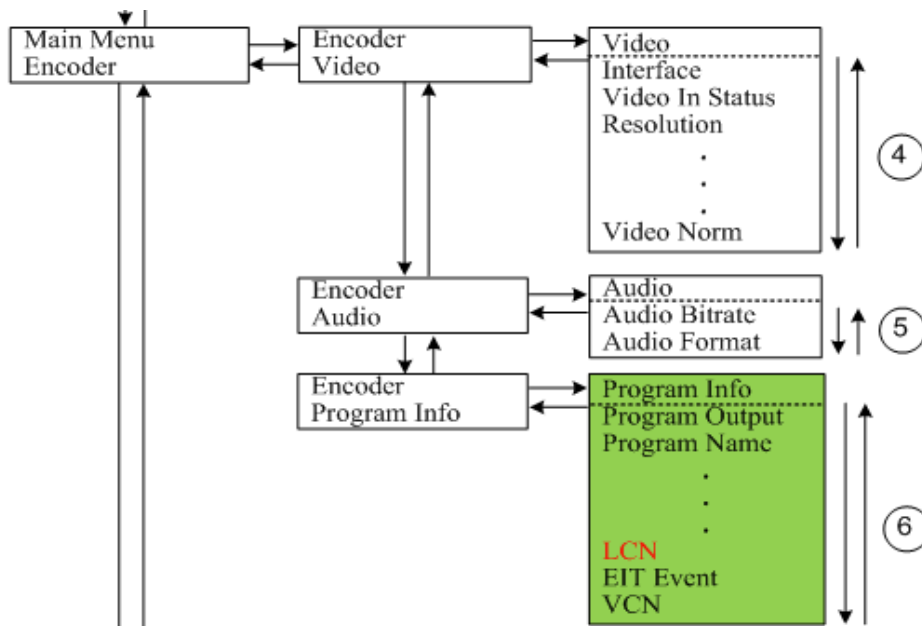 Main Menu
Encoder
Encoder
Video
Video
Interface
Video In Status
Resolution
.
.
.
Video Norm
4
Encoder
Audio
Audio
Audio Bitrate
Audio Format
5
Encoder
Program Info
Program Info
Program Output
Program Name
.
.
.
LCN
EIT Event
VCN
6